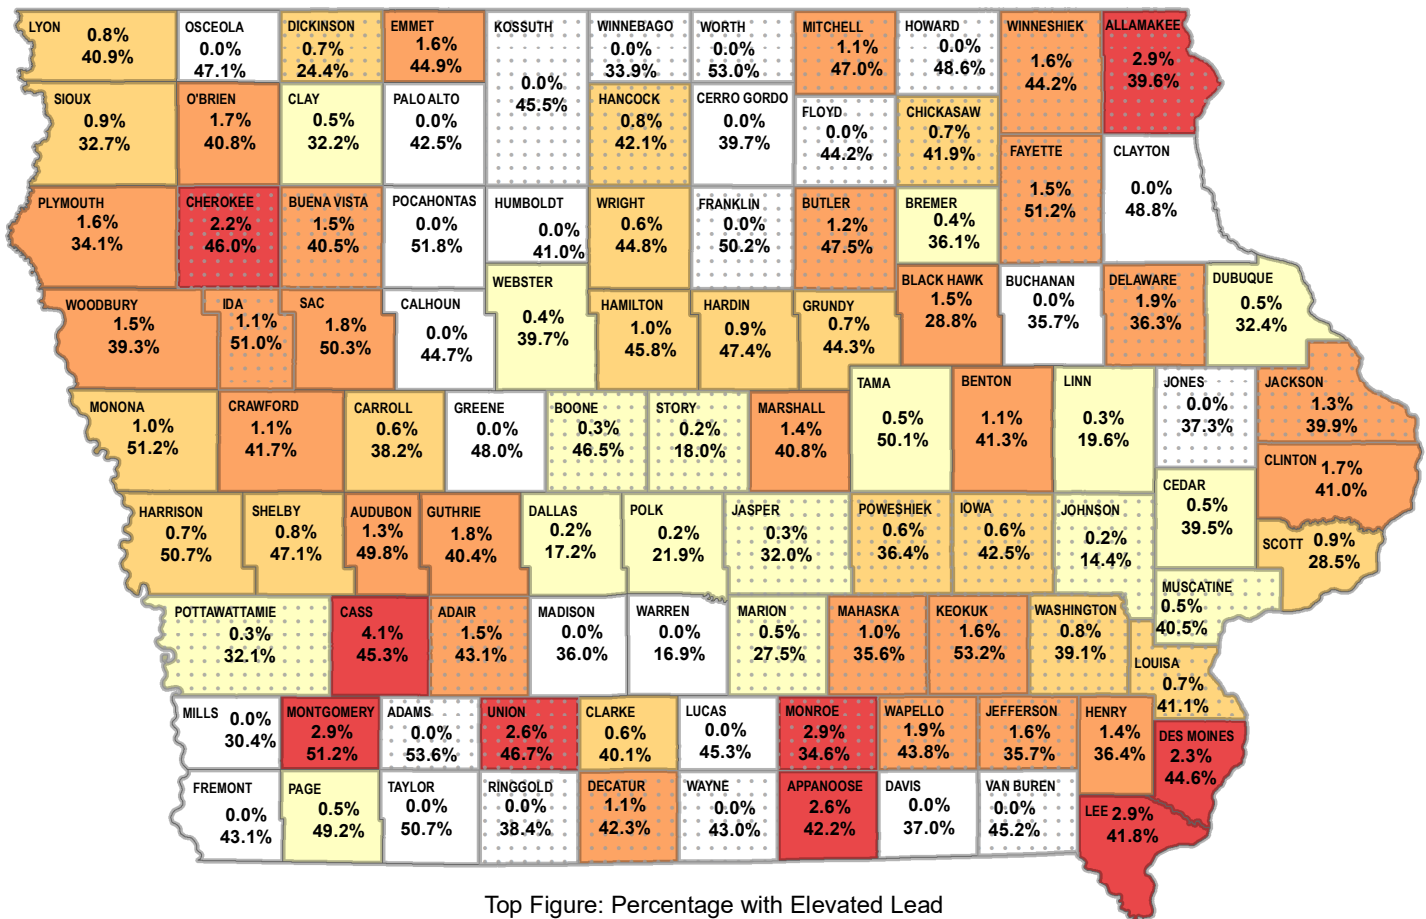 LYON
0.8%
40.9%
OSCEOLA
0.0%
47.1%
DICKINSON
0.7%
24.4%
EMMET
1.6%
44.9%
KOSSUTH
0.0%
45.5%
WINNEBAGO
0.0%
33.9%
WORTH
0.0%
53.0%
MITCHELL
1.1%
47.0%
HOWARD
0.0%
48.6%
WINNESHIEK
1.6%
44.2%
ALLAMAKEE
2.9%
39.6%
SIOUX
0.9%
32.7%
O'BRIEN
1.7%
40.8%
CLAY
0.5%
32.2%
PALO ALTO
0.0%
42.5%
HANCOCK
0.8%
42.1%
CERRO GORDO
0.0%
39.7%
FLOYD
0.0%
44.2%
CHICKASAW
0.7%
41.9%
FAYETTE
1.5%
51.2%
CLAYTON
0.0%
48.8%
PLYMOUTH
1.6%
34.1%
CHEROKEE
2.2%
46.0%
BUENA VISTA
1.5%
40.5%
POCAHONTAS
0.0%
51.8%
HUMBOLDT
0.0%
41.0%
WRIGHT
0.6%
44.8%
FRANKLIN
0.0%
50.2%
BUTLER
1.2%
47.5%
BREMER
0.4%
36.1%
WOODBURY
1.5%
39.3%
IDA
1.1%
51.0%
SAC
1.8%
50.3%
CALHOUN
0.0%
44.7%
WEBSTER
0.4%
39.7%
HAMILTON
1.0%
45.8%
HARDIN
0.9%
47.4%
GRUNDY
0.7%
44.3%
BLACK HAWK
1.5%
28.8%
BUCHANAN
0.0%
35.7%
DELAWARE
1.9%
36.3%
DUBUQUE
0.5%
32.4%
MONONA
1.0%
51.2%
CRAWFORD
1.1%
41.7%
CARROLL
0.6%
38.2%
GREENE
0.0%
48.0%
BOONE
0.3%
46.5%
STORY
0.2%
18.0%
MARSHALL
1.4%
40.8%
TAMA
0.5%
50.1%
BENTON
1.1%
41.3%
LINN
0.3%
19.6%
JONES
0.0%
37.3%
JACKSON
1.3%
39.9%
CLINTON 1.7%
41.0%
HARRISON
0.7%
50.7%
SHELBY
0.8%
47.1%
AUDUBON
1.3%
49.8%
GUTHRIE
1.8%
40.4%
DALLAS
0.2%
17.2%
POLK
0.2%
21.9%
JASPER
0.3%
32.0%
POWESHIEK
0.6%
36.4%
IOWA
0.6%
42.5%
JOHNSON
0.2%
14.4%
CEDAR
0.5%
39.5%
SCOTT 0.9%
28.5%
MUSCATINE
0.5%
40.5%
POTTAWATTAMIE
0.3%
32.1%
CASS
4.1%
45.3%
ADAIR
1.5%
43.1%
MADISON
0.0%
36.0%
WARREN
0.0%
16.9%
MARION
0.5%
27.5%
MAHASKA
1.0%
35.6%
KEOKUK
1.6%
53.2%
WASHINGTON
0.8%
39.1%
LOUISA
0.7%
41.1%
MILLS 0.0%
30.4%
MONTGOMERY
2.9%
51.2%
ADAMS
0.0%
53.6%
UNION
2.6%
46.7%
CLARKE
0.6%
40.1%
LUCAS
0.0%
45.3%
MONROE
2.9%
34.6%
WAPELLO
1.9%
43.8%
JEFFERSON
1.6%
35.7%
HENRY
1.4%
36.4%
DES MOINES
2.3%
44.6%
FREMONT
0.0%
43.1%
PAGE
0.5%
49.2%
TAYLOR
0.0%
50.7%
RINGGOLD
0.0%
38.4%
DECATUR
1.1%
42.3%
WAYNE
0.0%
43.0%
APPANOOSE
2.6%
42.2%
DAVIS
0.0%
37.0%
VAN BUREN
0.0%
45.2%
LEE 2.9%
41.8%
Top Figure: Percentage with Elevated Lead